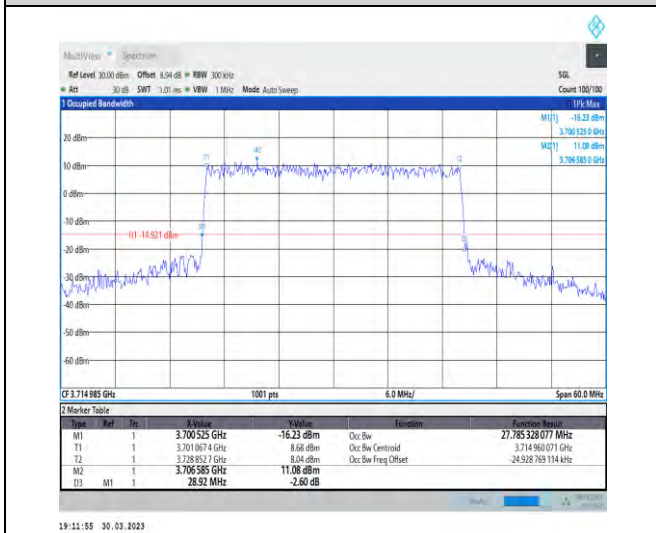 MultiView Spectrum
Ref Level 30.00 dBm Offset 8.94 dB RBW 300 kHz SGL
Att 30 dB SWT 1.01 ms VBW 1 MHz Mode Auto Sweep Count 100/100
1 Occupied Bandwidth 1Pk Max
M1[1] -16.23 dBm
3.700 525 0 GHz
M2[1] 11.08 dBm
3.706 585 0 GHz
20 dBm
10 dBm
0 dBm
-10 dBm
-20 dBm
-30 dBm
-40 dBm
-50 dBm
-60 dBm
T1
M2
T2
M1
H1 -14.921 dBm
CF 3.714 985 GHz 1001 pts 6.0 MHz/ Span 60.0 MHz
2 Marker Table
Type Ref Trc X-Value Y-Value Function Function Result
M1 1 3.700 525 GHz -16.23 dBm Occ Bw 27.785 328 077 MHz
T1 1 3.701 067 4 GHz 8.68 dBm Occ Bw Centroid 3.714 960 071 GHz
T2 1 3.728 852 7 GHz 8.04 dBm Occ Bw Freq Offset -24.928 769 114 kHz
M2 1 3.706 585 GHz 11.08 dBm
D3 M1 1 28.92 MHz -2.60 dB
19:11:55 30.03.2023